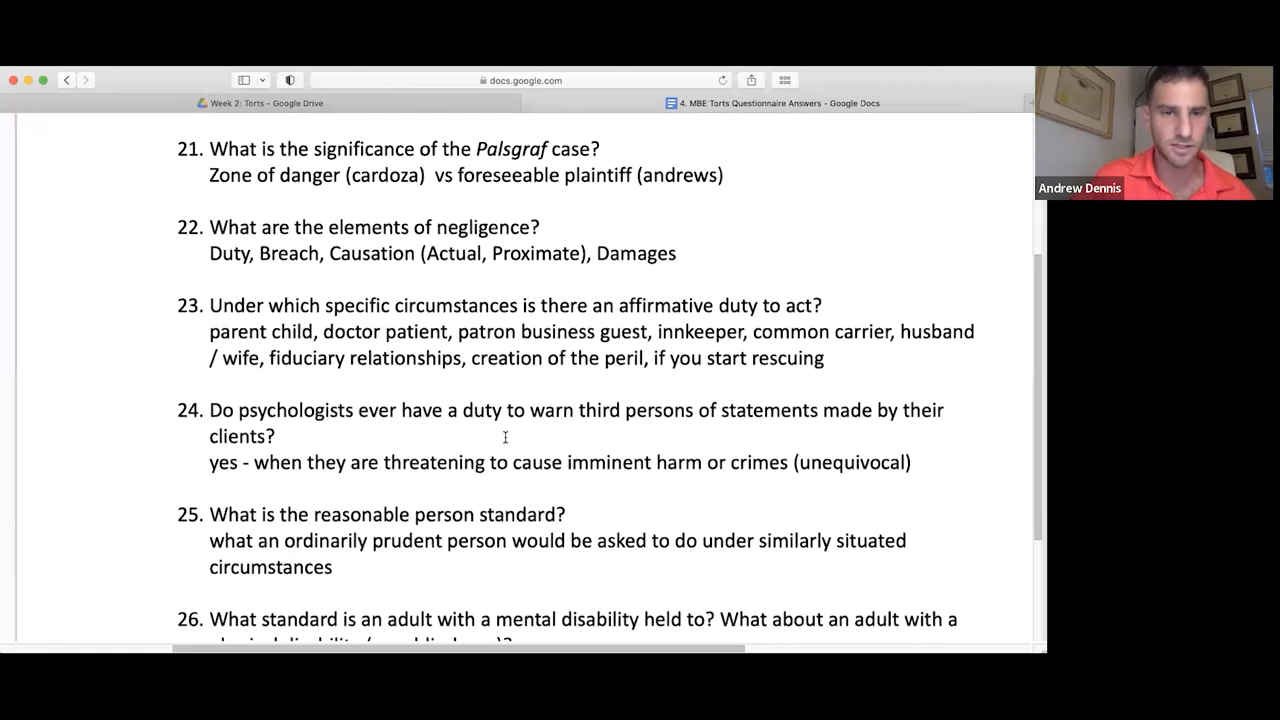 docs.google.com
Week 2: Torts - Google Drive
4. MBE Torts Questionnaire Answers - Google Docs
Andrew Dennis
21. What is the significance of the Palsgraf case?
Zone of danger (cardoza) vs foreseeable plaintiff (andrews)
22. What are the elements of negligence?
Duty, Breach, Causation (Actual, Proximate), Damages
23. Under which specific circumstances is there an affirmative duty to act?
parent child, doctor patient, patron business guest, innkeeper, common carrier, husband
/ wife, fiduciary relationships, creation of the peril, if you start rescuing
24. Do psychologists ever have a duty to warn third persons of statements made by their
clients?
yes - when they are threatening to cause imminent harm or crimes (unequivocal)
25. What is the reasonable person standard?
what an ordinarily prudent person would be asked to do under similarly situated
circumstances
26. What standard is an adult with a mental disability held to? What about an adult with a